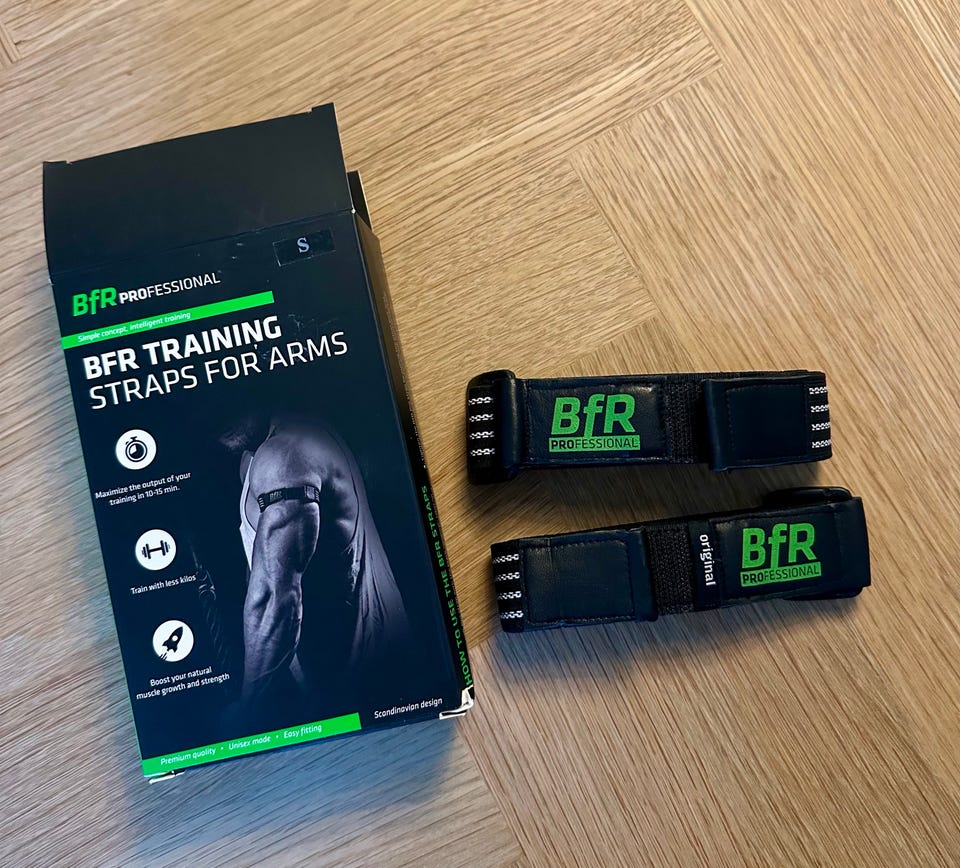 S
BfR PROFESSIONAL
Simple concept, intelligent training
BFR TRAINING
STRAPS FOR ARMS
Maximize the output of your
training in 10-15 min.
Train with less kilos
Boost your natural
muscle growth and strength
Scandinavian design
Premium quality • Unisex mode • Easy fitting
HOW TO USE THE BFR STRAPS
BfR
BfR
PROFESSIONAL
original
BfR
PROFESSIONAL